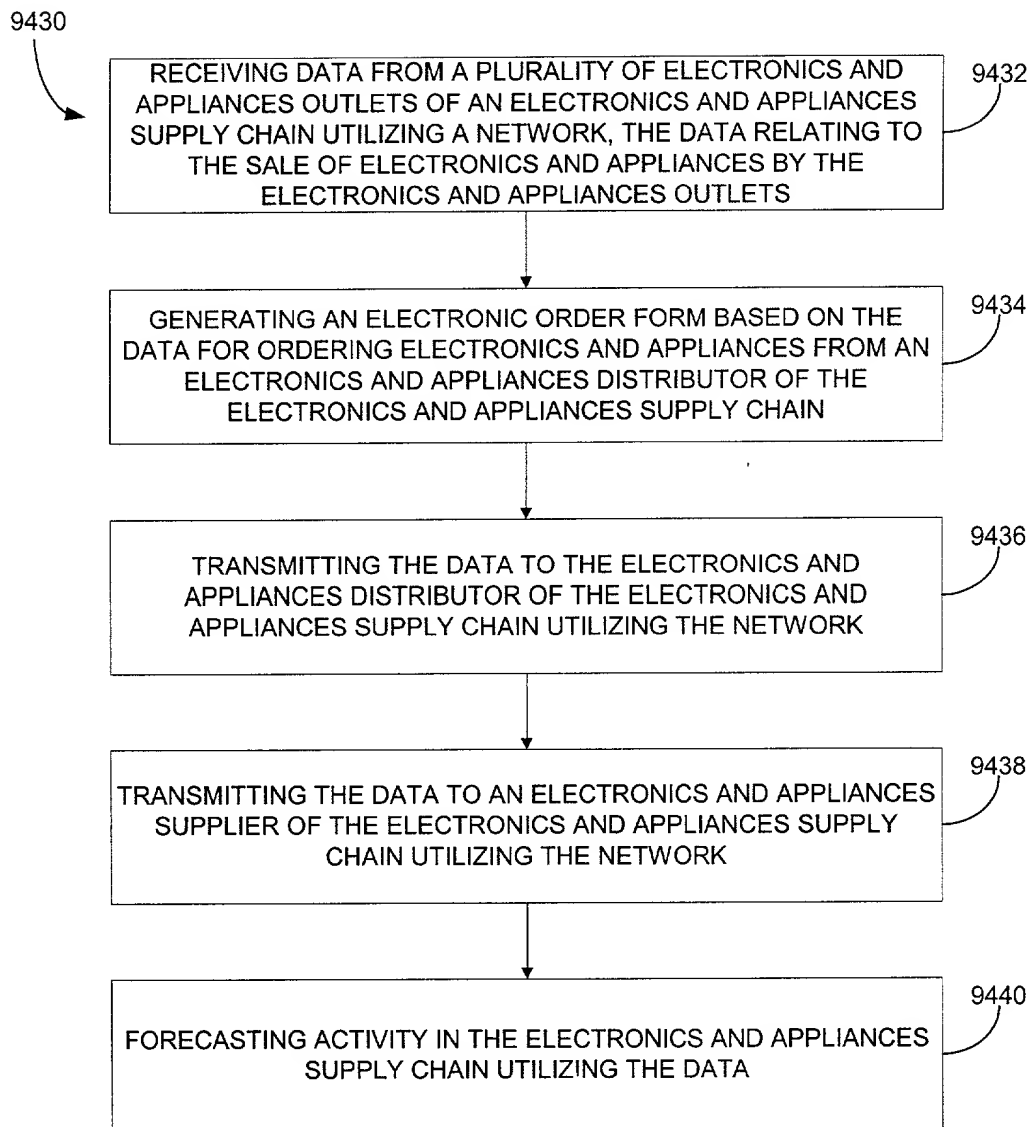 9430
RECEIVING DATA FROM A PLURALITY OF ELECTRONICS AND
APPLIANCES OUTLETS OF AN ELECTRONICS AND APPLIANCES
SUPPLY CHAIN UTILIZING A NETWORK, THE DATA RELATING TO
THE SALE OF ELECTRONICS AND APPLIANCES BY THE
ELECTRONICS AND APPLIANCES OUTLETS
9432
GENERATING AN ELECTRONIC ORDER FORM BASED ON THE
DATA FOR ORDERING ELECTRONICS AND APPLIANCES FROM AN
ELECTRONICS AND APPLIANCES DISTRIBUTOR OF THE
ELECTRONICS AND APPLIANCES SUPPLY CHAIN
9434
TRANSMITTING THE DATA TO THE ELECTRONICS AND
APPLIANCES DISTRIBUTOR OF THE ELECTRONICS AND
APPLIANCES SUPPLY CHAIN UTILIZING THE NETWORK
9436
TRANSMITTING THE DATA TO AN ELECTRONICS AND APPLIANCES
SUPPLIER OF THE ELECTRONICS AND APPLIANCES SUPPLY
CHAIN UTILIZING THE NETWORK
9438
FORECASTING ACTIVITY IN THE ELECTRONICS AND APPLIANCES
SUPPLY CHAIN UTILIZING THE DATA
9440